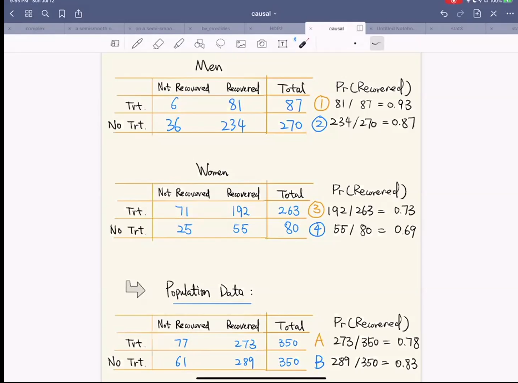 causal
causal
Men
Not Recovered Recovered Total Pr(Recovered)
Trt. 6 81 87 ① 81/87 = 0.93
No Trt. 36 234 270 ② 234/270 = 0.87
Women
Not Recovered Recovered Total Pr(Recovered)
Trt. 71 192 263 ③ 192/263 = 0.73
No Trt. 25 55 80 ④ 55/80 = 0.69
Population Data :
Not Recovered Recovered Total Pr(Recovered)
Trt. 77 273 350 A 273/350 = 0.78
No Trt. 61 289 350 B 289/350 = 0.83